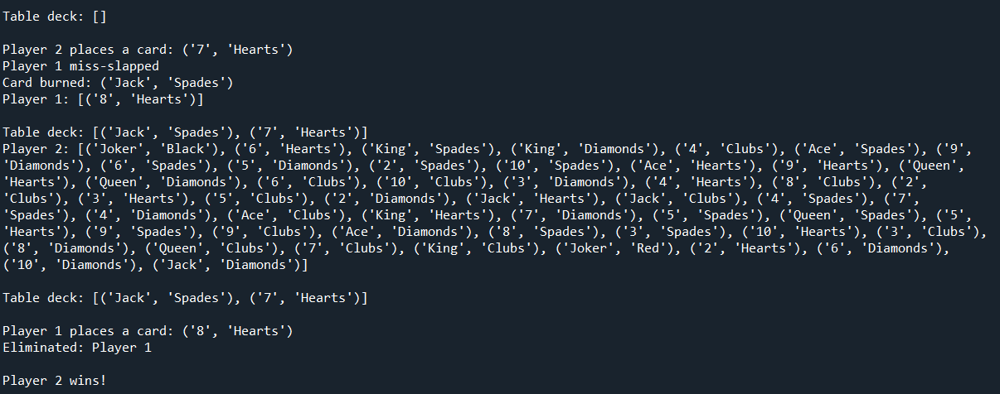 Table deck: []
Player 2 places a card: ('7', 'Hearts')
Player 1 miss-slapped
Card burned: ('Jack', 'Spades')
Player 1: [('8', 'Hearts')]
Table deck: [('Jack', 'Spades'), ('7', 'Hearts')]
Player 2: [('Joker', 'Black'), ('6', 'Hearts'), ('King', 'Spades'), ('King', 'Diamonds'), ('4', 'Clubs'), ('Ace', 'Spades'), ('9',
'Diamonds'), ('6', 'Spades'), ('5', 'Diamonds'), ('2', 'Spades'), ('10', 'Spades'), ('Ace', 'Hearts'), ('9', 'Hearts'), ('Queen',
'Hearts'), ('Queen', 'Diamonds'), ('6', 'Clubs'), ('10', 'Clubs'), ('3', 'Diamonds'), ('4', 'Hearts'), ('8', 'Clubs'), ('2',
'Clubs'), ('3', 'Hearts'), ('5', 'Clubs'), ('2', 'Diamonds'), ('Jack', 'Hearts'), ('Jack', 'Clubs'), ('4', 'Spades'), ('7',
'Spades'), ('4', 'Diamonds'), ('Ace', 'Clubs'), ('King', 'Hearts'), ('7', 'Diamonds'), ('5', 'Spades'), ('Queen', 'Spades'), ('5',
'Hearts'), ('9', 'Spades'), ('9', 'Clubs'), ('Ace', 'Diamonds'), ('8', 'Spades'), ('3', 'Spades'), ('10', 'Hearts'), ('3', 'Clubs'),
('8', 'Diamonds'), ('Queen', 'Clubs'), ('7', 'Clubs'), ('King', 'Clubs'), ('Joker', 'Red'), ('2', 'Hearts'), ('6', 'Diamonds'),
('10', 'Diamonds'), ('Jack', 'Diamonds')]
Table deck: [('Jack', 'Spades'), ('7', 'Hearts')]
Player 1 places a card: ('8', 'Hearts')
Eliminated: Player 1
Player 2 wins!